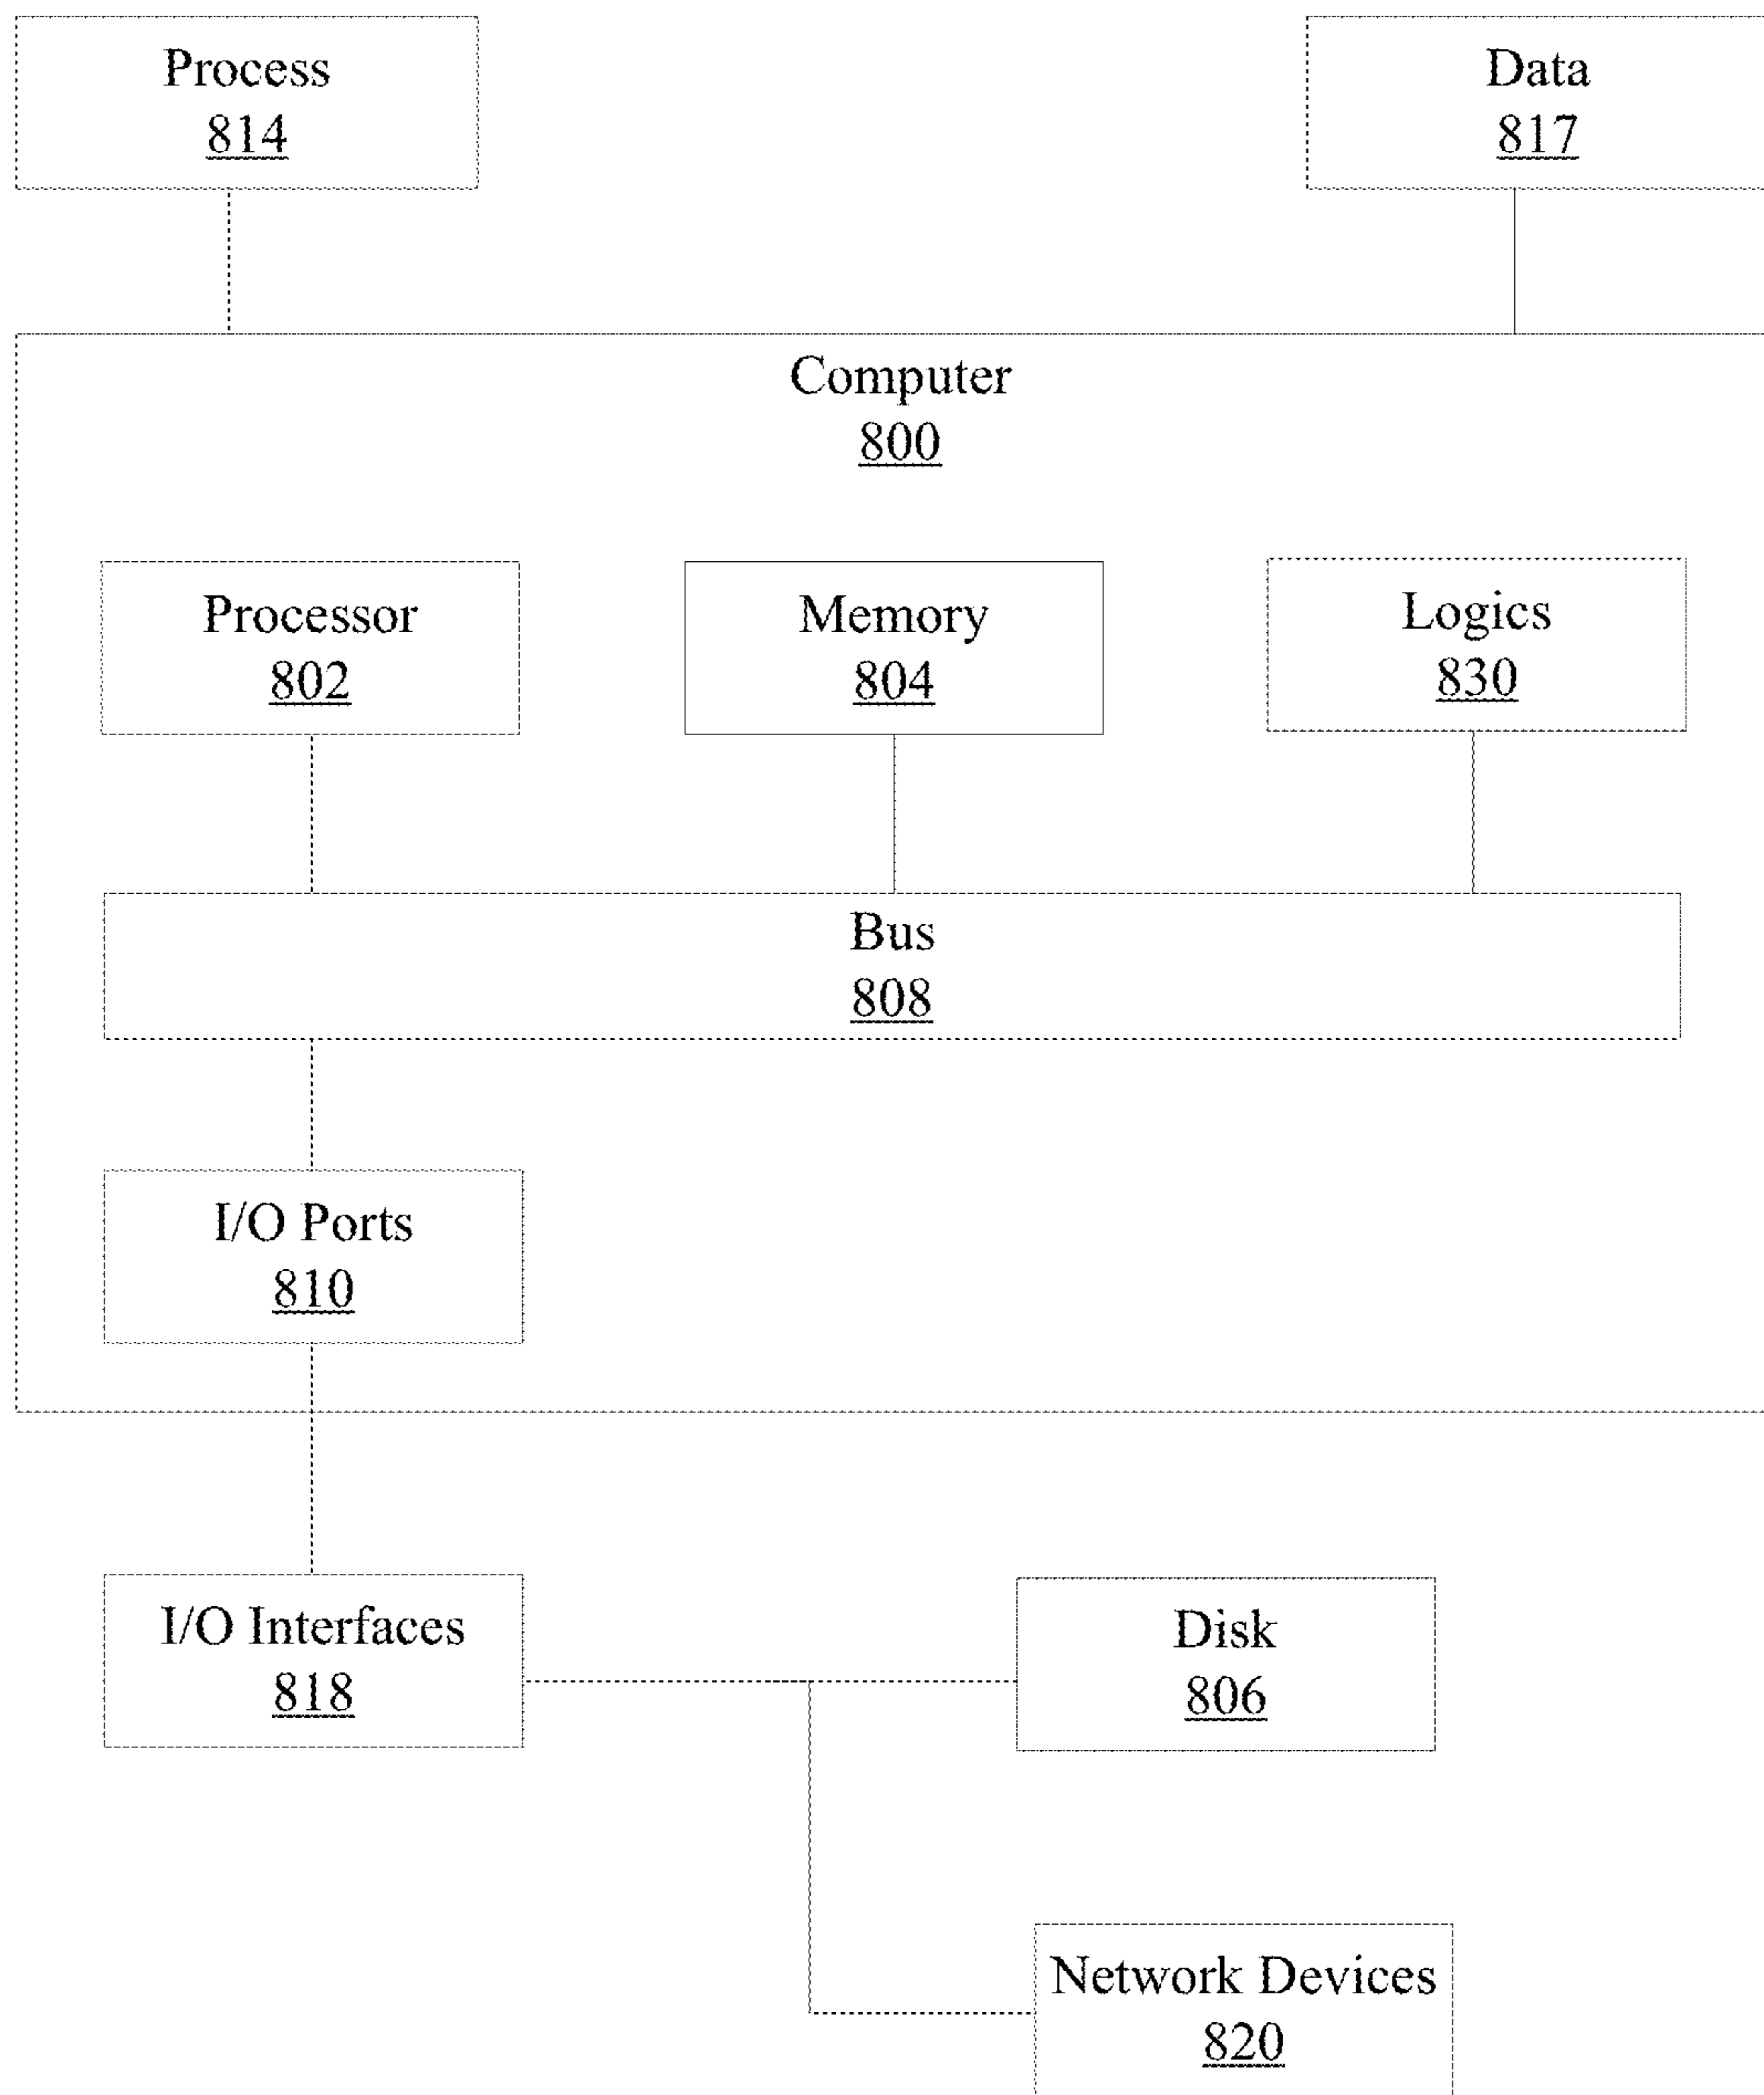 Process
814
Data
817
Computer
800
Processor
802
Memory
804
Logics
830
Bus
808
I/O Ports
810
I/O Interfaces
818
Disk
806
Network Devices
820